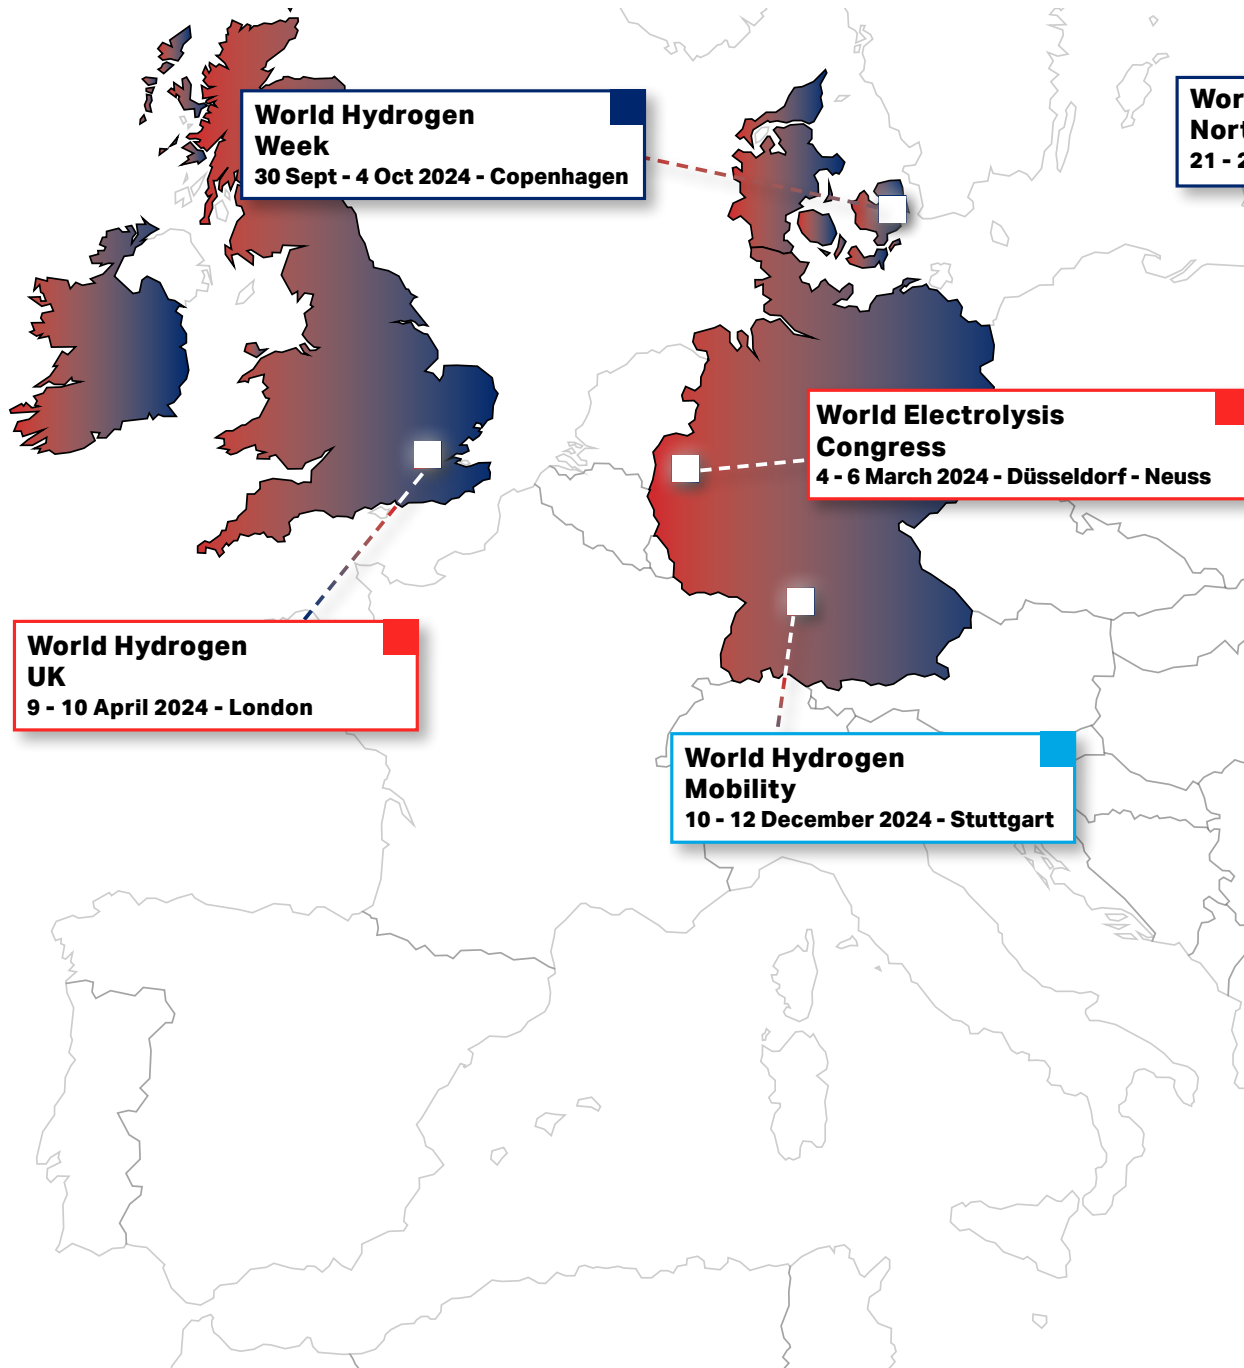 World Hydrogen
Week
30 Sept - 4 Oct 2024 - Copenhagen
World Electrolysis
Congress
4 - 6 March 2024 - Düsseldorf - Neuss
World Hydrogen
UK
9 - 10 April 2024 - London
World Hydrogen
Mobility
10 - 12 December 2024 - Stuttgart
21 -